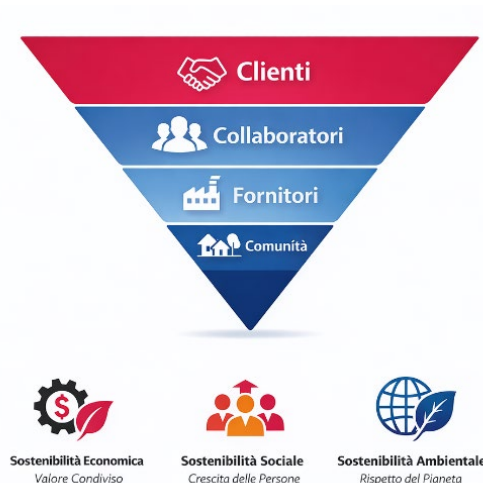 Clienti
Collaboratori
Fornitori
Comunità
Sostenibilità Economica
Valore Condiviso
Sostenibilità Sociale
Crescita delle Persone
Sostenibilità Ambientale
Rispetto del Pianeta